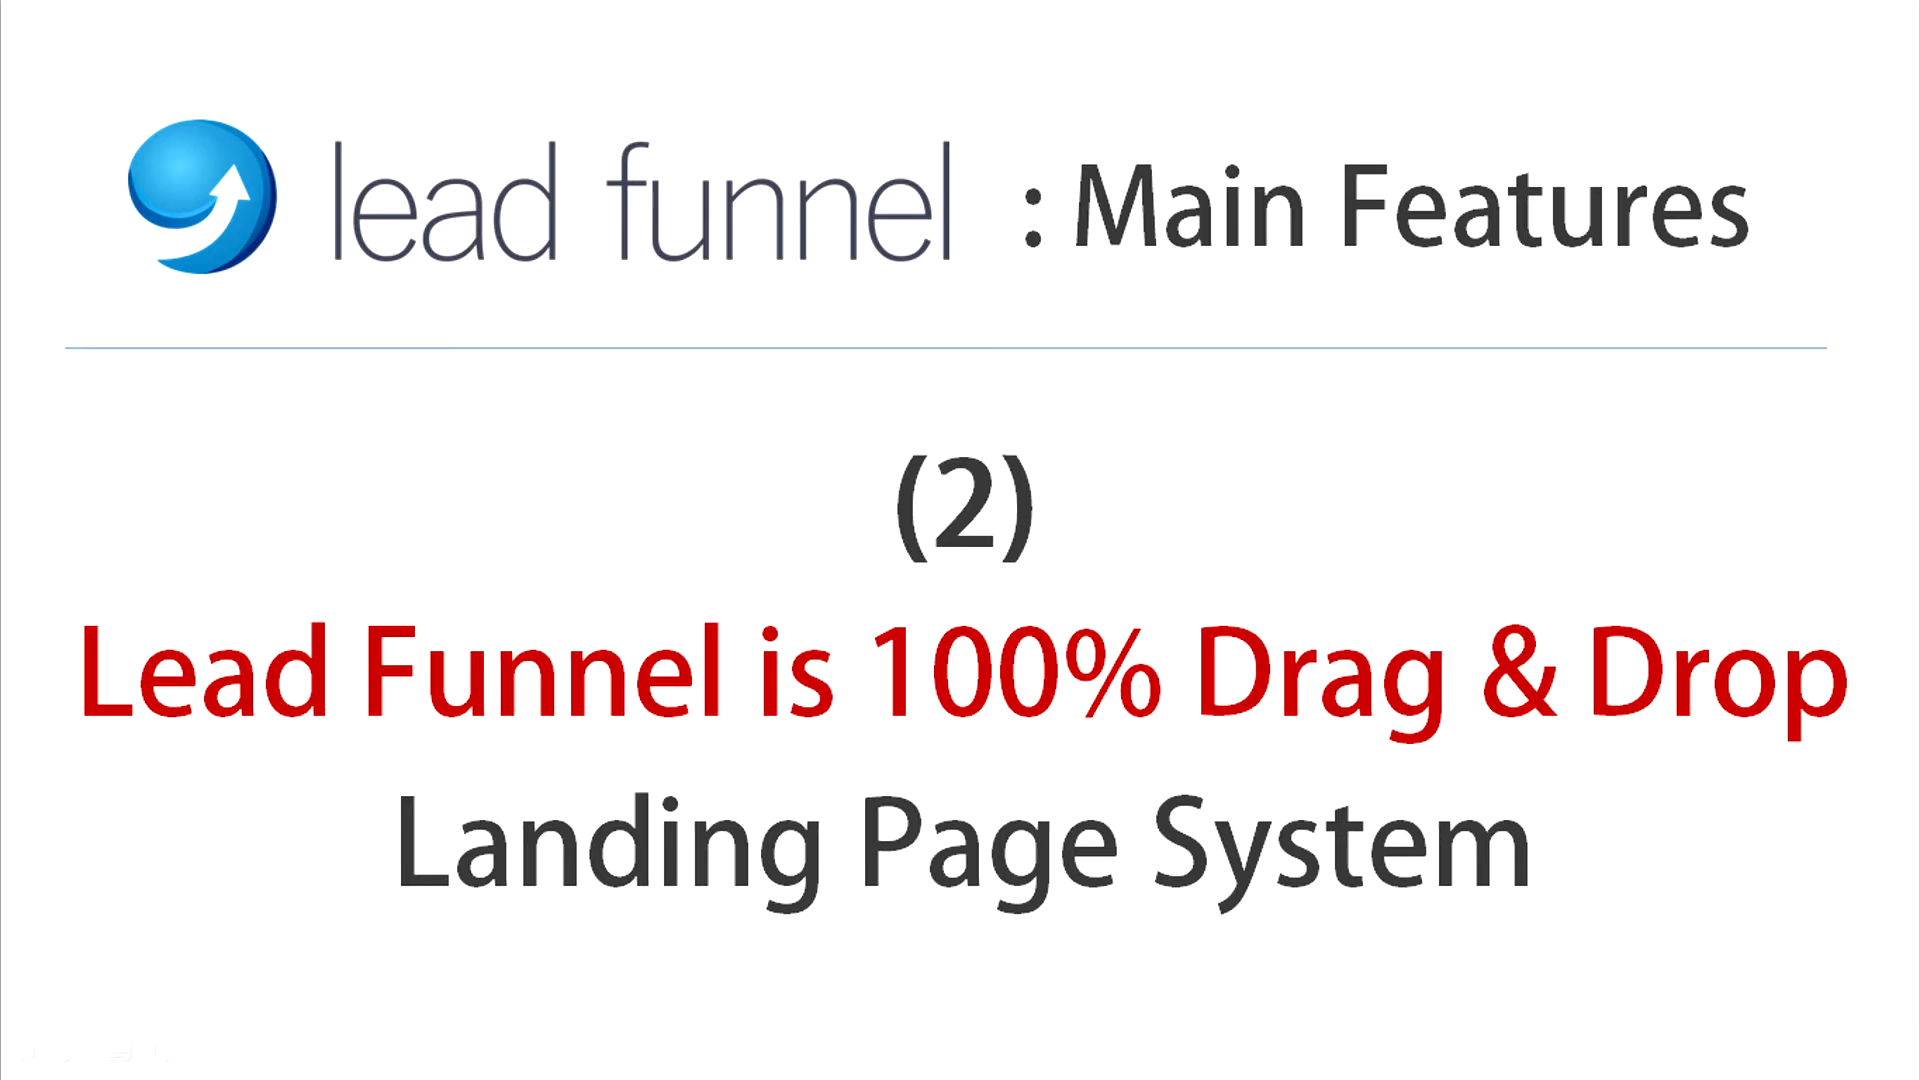 lead funnel : Main Features
(2)
Lead Funnel is 100% Drag & Drop
Landing Page System